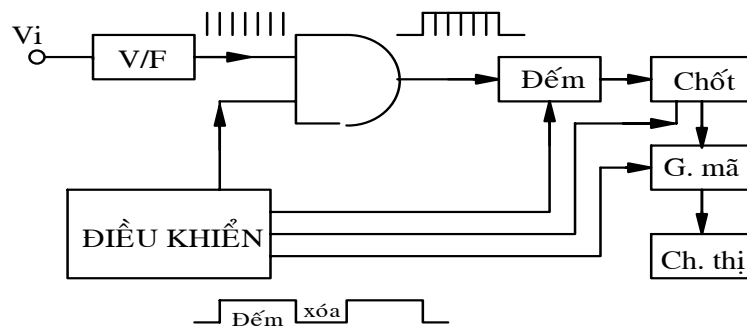 Vi
V/F
Đếm
Chốt
G. mã
ĐIỀU KHIỂN
Ch. thị
Đếm
xóa